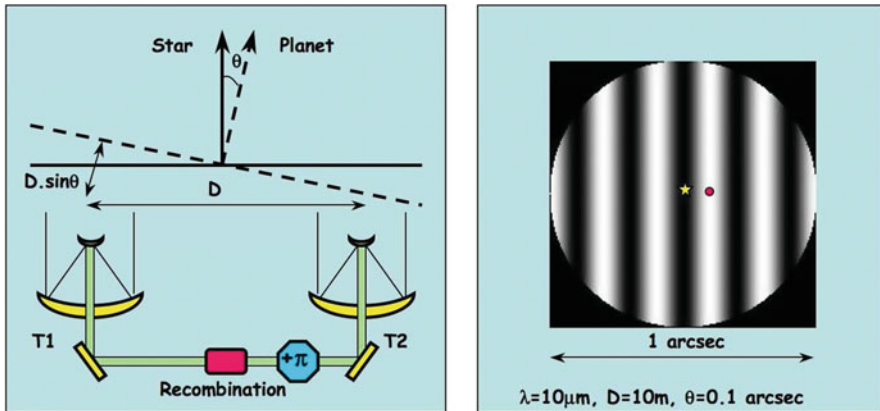 Star
Planet
θ
D.sinθ
D
T1
T2
+π
Recombination
1 arcsec
λ=10μm, D=10m, θ=0.1 arcsec